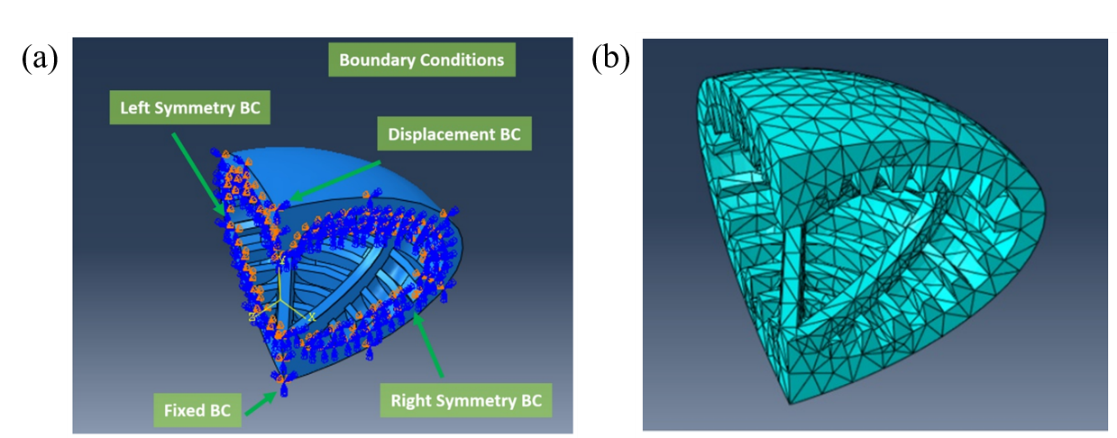 (a)
Boundary Conditions
Left Symmetry BC
Displacement BC
Fixed BC
Right Symmetry BC
Y
Z
X
(b)